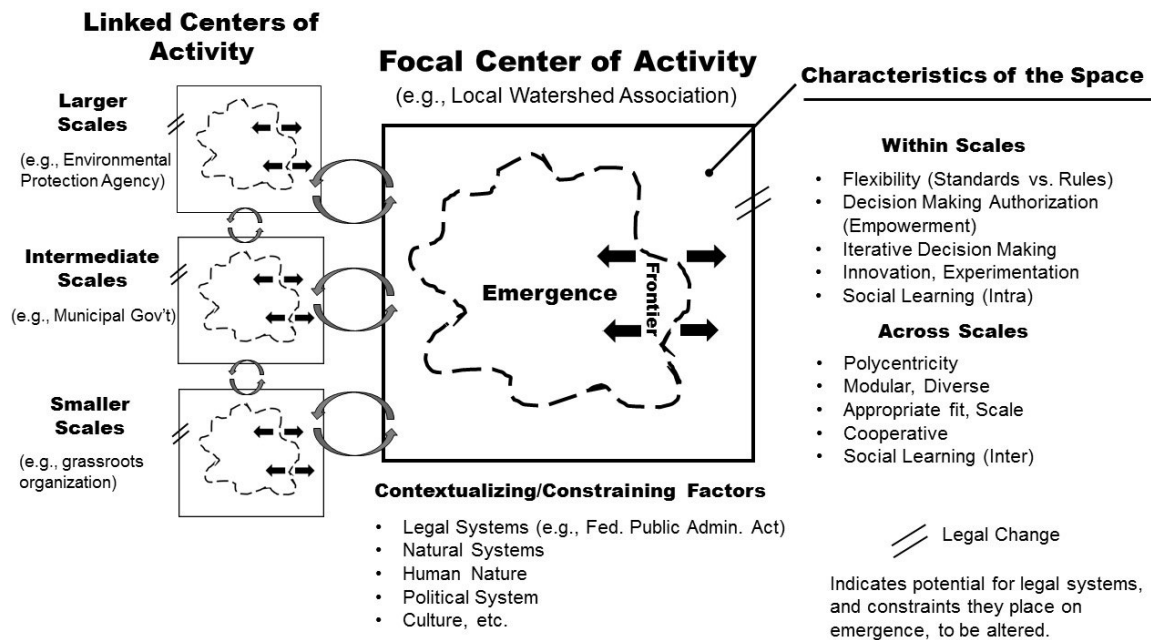 Linked Centers of
Activity
Larger
Scales
(e.g., Environmental
Protection Agency)
Intermediate
Scales
(e.g., Municipal Gov't)
Smaller
Scales
(e.g., grassroots
organization)
Focal Center of Activity
(e.g., Local Watershed Association)
Emergence
Frontier
Contextualizing/Constraining Factors
• Legal Systems (e.g., Fed. Public Admin. Act)
• Natural Systems
• Human Nature
• Political System
• Culture, etc.
Characteristics of the Space
Within Scales
• Flexibility (Standards vs. Rules)
• Decision Making Authorization
(Empowerment)
• Iterative Decision Making
• Innovation, Experimentation
• Social Learning (Intra)
Across Scales
• Polycentricity
• Modular, Diverse
• Appropriate fit, Scale
• Cooperative
• Social Learning (Inter)
Legal Change
Indicates potential for legal systems,
and constraints they place on
emergence, to be altered.